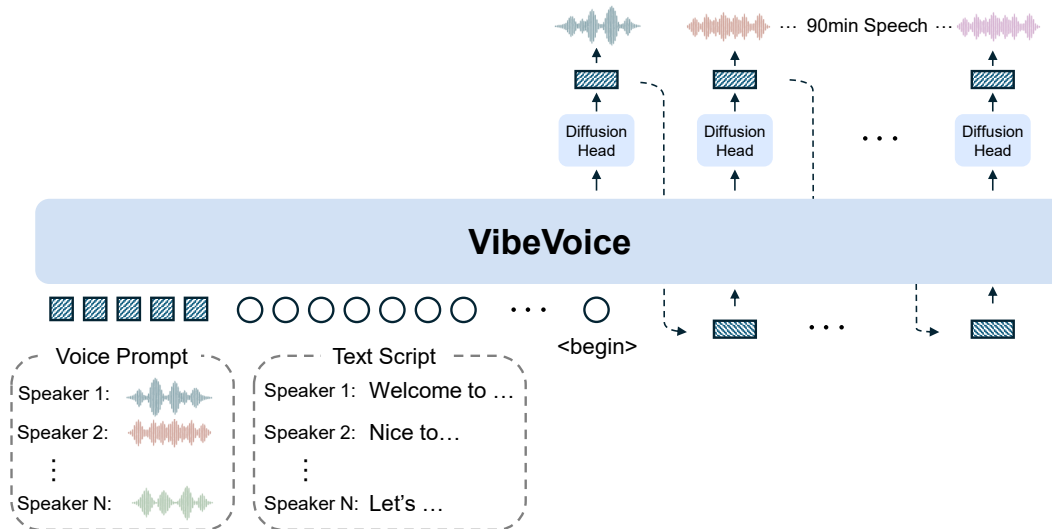 ... 90min Speech ...
Diffusion
Head
Diffusion
Head
...
Diffusion
Head
VibeVoice
...
<begin>
...
Voice Prompt
Speaker 1:
Speaker 2:
⋮
Speaker N:
Text Script
Speaker 1: Welcome to …
Speaker 2: Nice to…
⋮
Speaker N: Let's …